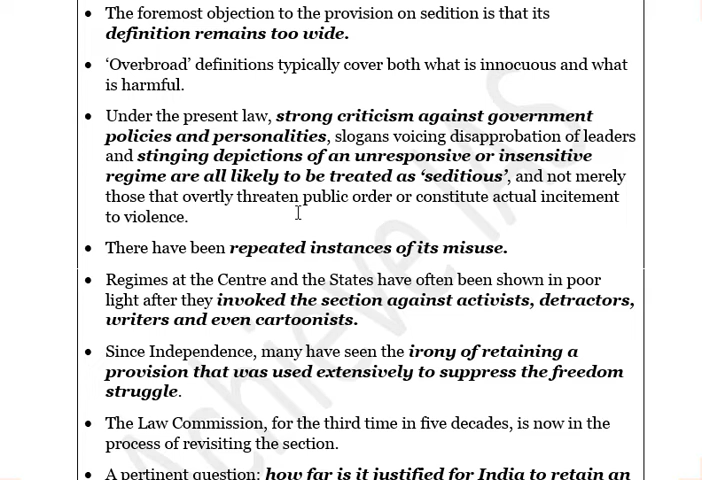 • The foremost objection to the provision on sedition is that its
definition remains too wide.
• ‘Overbroad’ definitions typically cover both what is innocuous and what
is harmful.
• Under the present law, strong criticism against government
policies and personalities, slogans voicing disapprobation of leaders
and stinging depictions of an unresponsive or insensitive
regime are all likely to be treated as ‘seditious’, and not merely
those that overtly threaten public order or constitute actual incitement
to violence.
• There have been repeated instances of its misuse.
• Regimes at the Centre and the States have often been shown in poor
light after they invoked the section against activists, detractors,
writers and even cartoonists.
• Since Independence, many have seen the irony of retaining a
provision that was used extensively to suppress the freedom
struggle.
• The Law Commission, for the third time in five decades, is now in the
process of revisiting the section.
• A pertinent question: how far is it justified for India to retain an
Achieve IAS